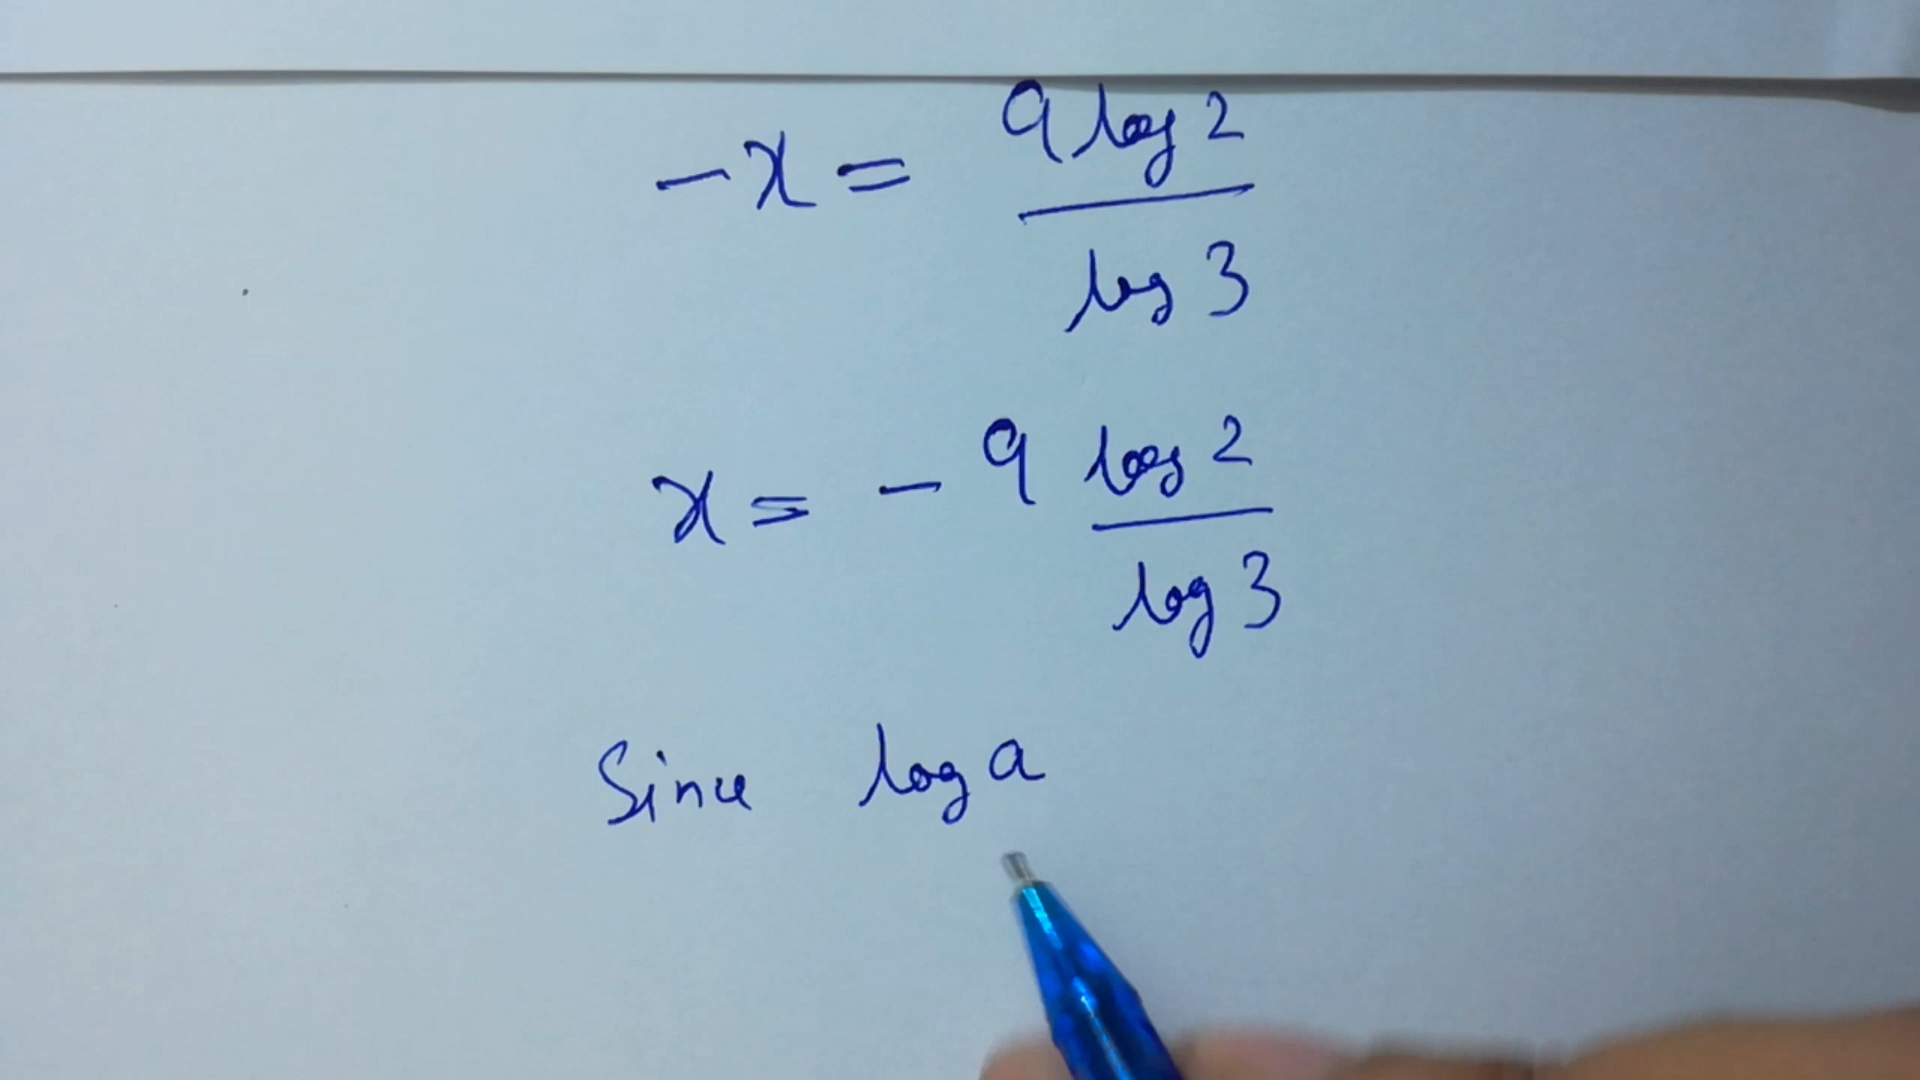 -x = 9 log 2 / log 3
x = - 9 log 2 / log 3
Since log a